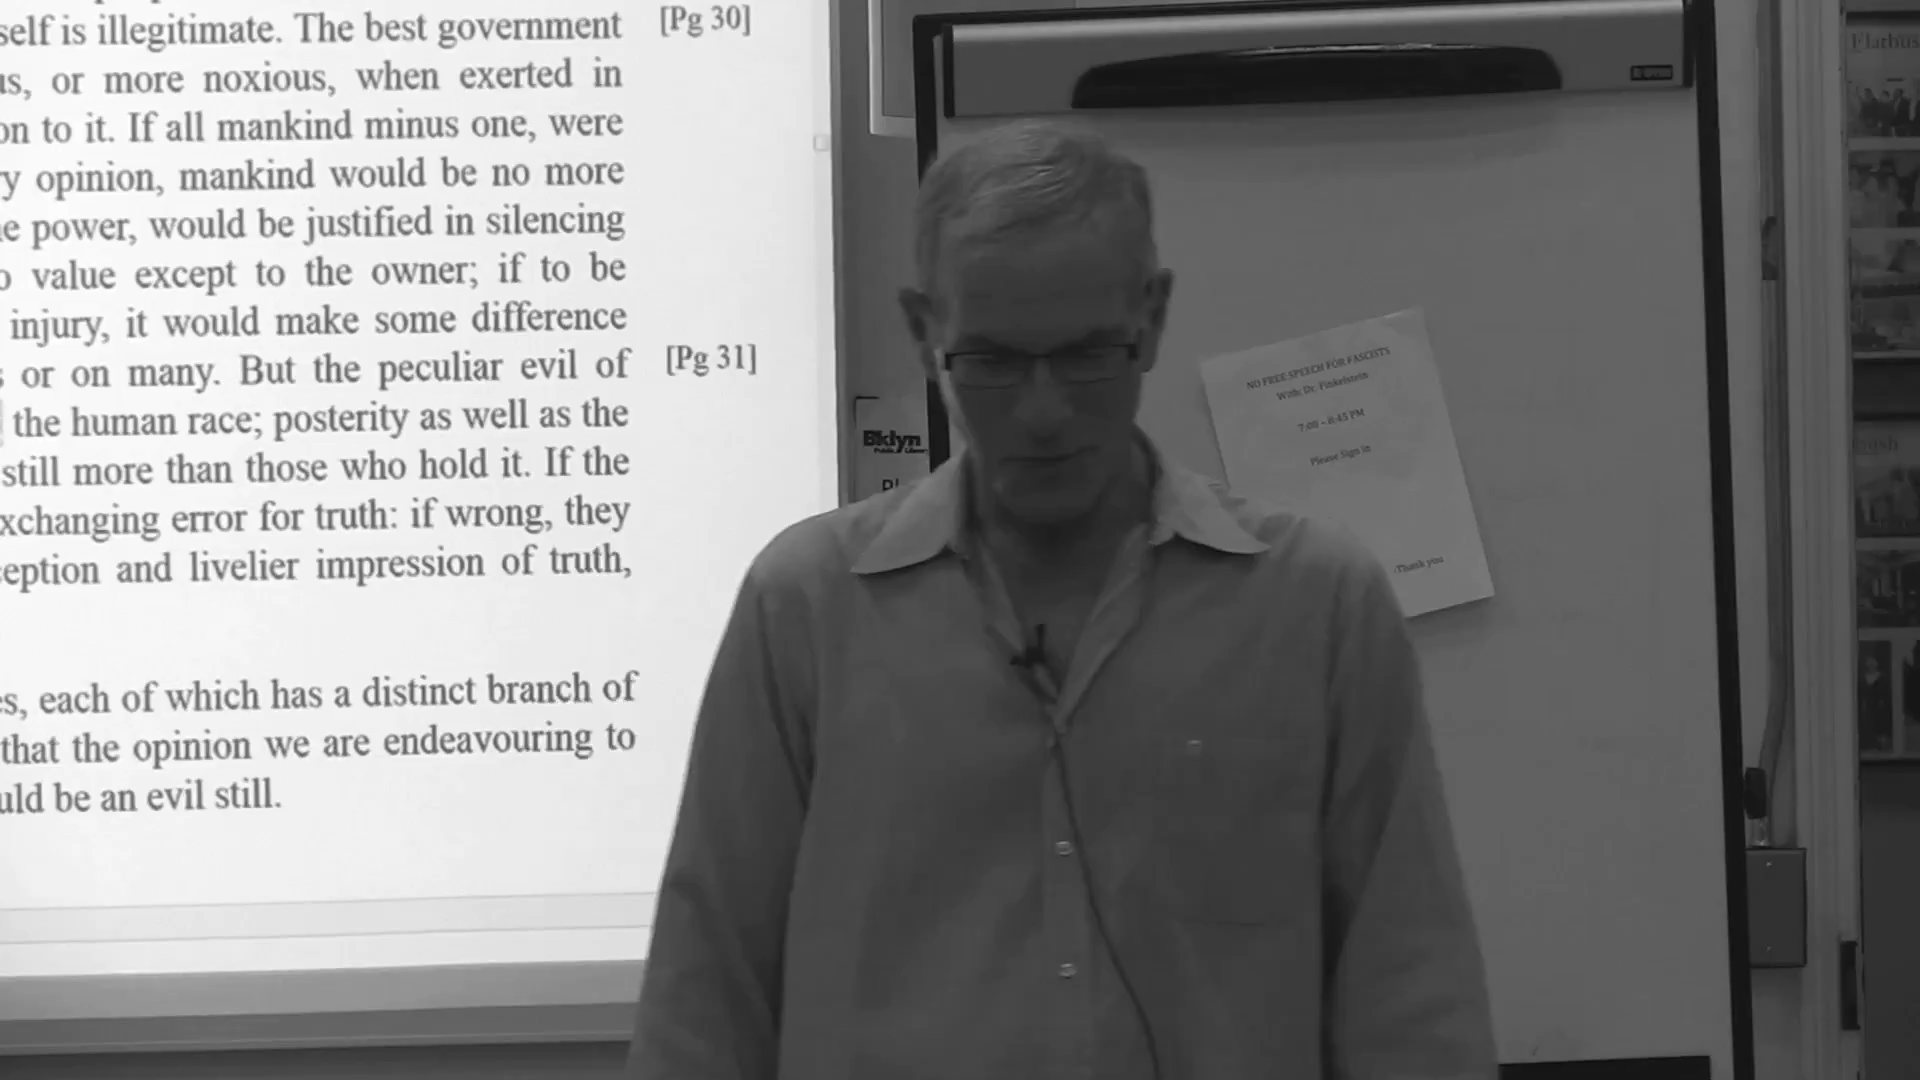 self is illegitimate. The best government [Pg 30]
us, or more noxious, when exerted in
on to it. If all mankind minus one, were
y opinion, mankind would be no more
e power, would be justified in silencing
o value except to the owner; if to be
injury, it would make some difference
s or on many. But the peculiar evil of [Pg 31]
the human race; posterity as well as the
still more than those who hold it. If the
xchanging error for truth: if wrong, they
ception and livelier impression of truth,
es, each of which has a distinct branch of
that the opinion we are endeavouring to
uld be an evil still.
Bklyn
Public Library
Pl
NO FREE SPEECH FOR FASCISTS
With: Dr. Finkelstein
7:00 – 8:45 PM
Please Sign in
-Thank you
Flatbus